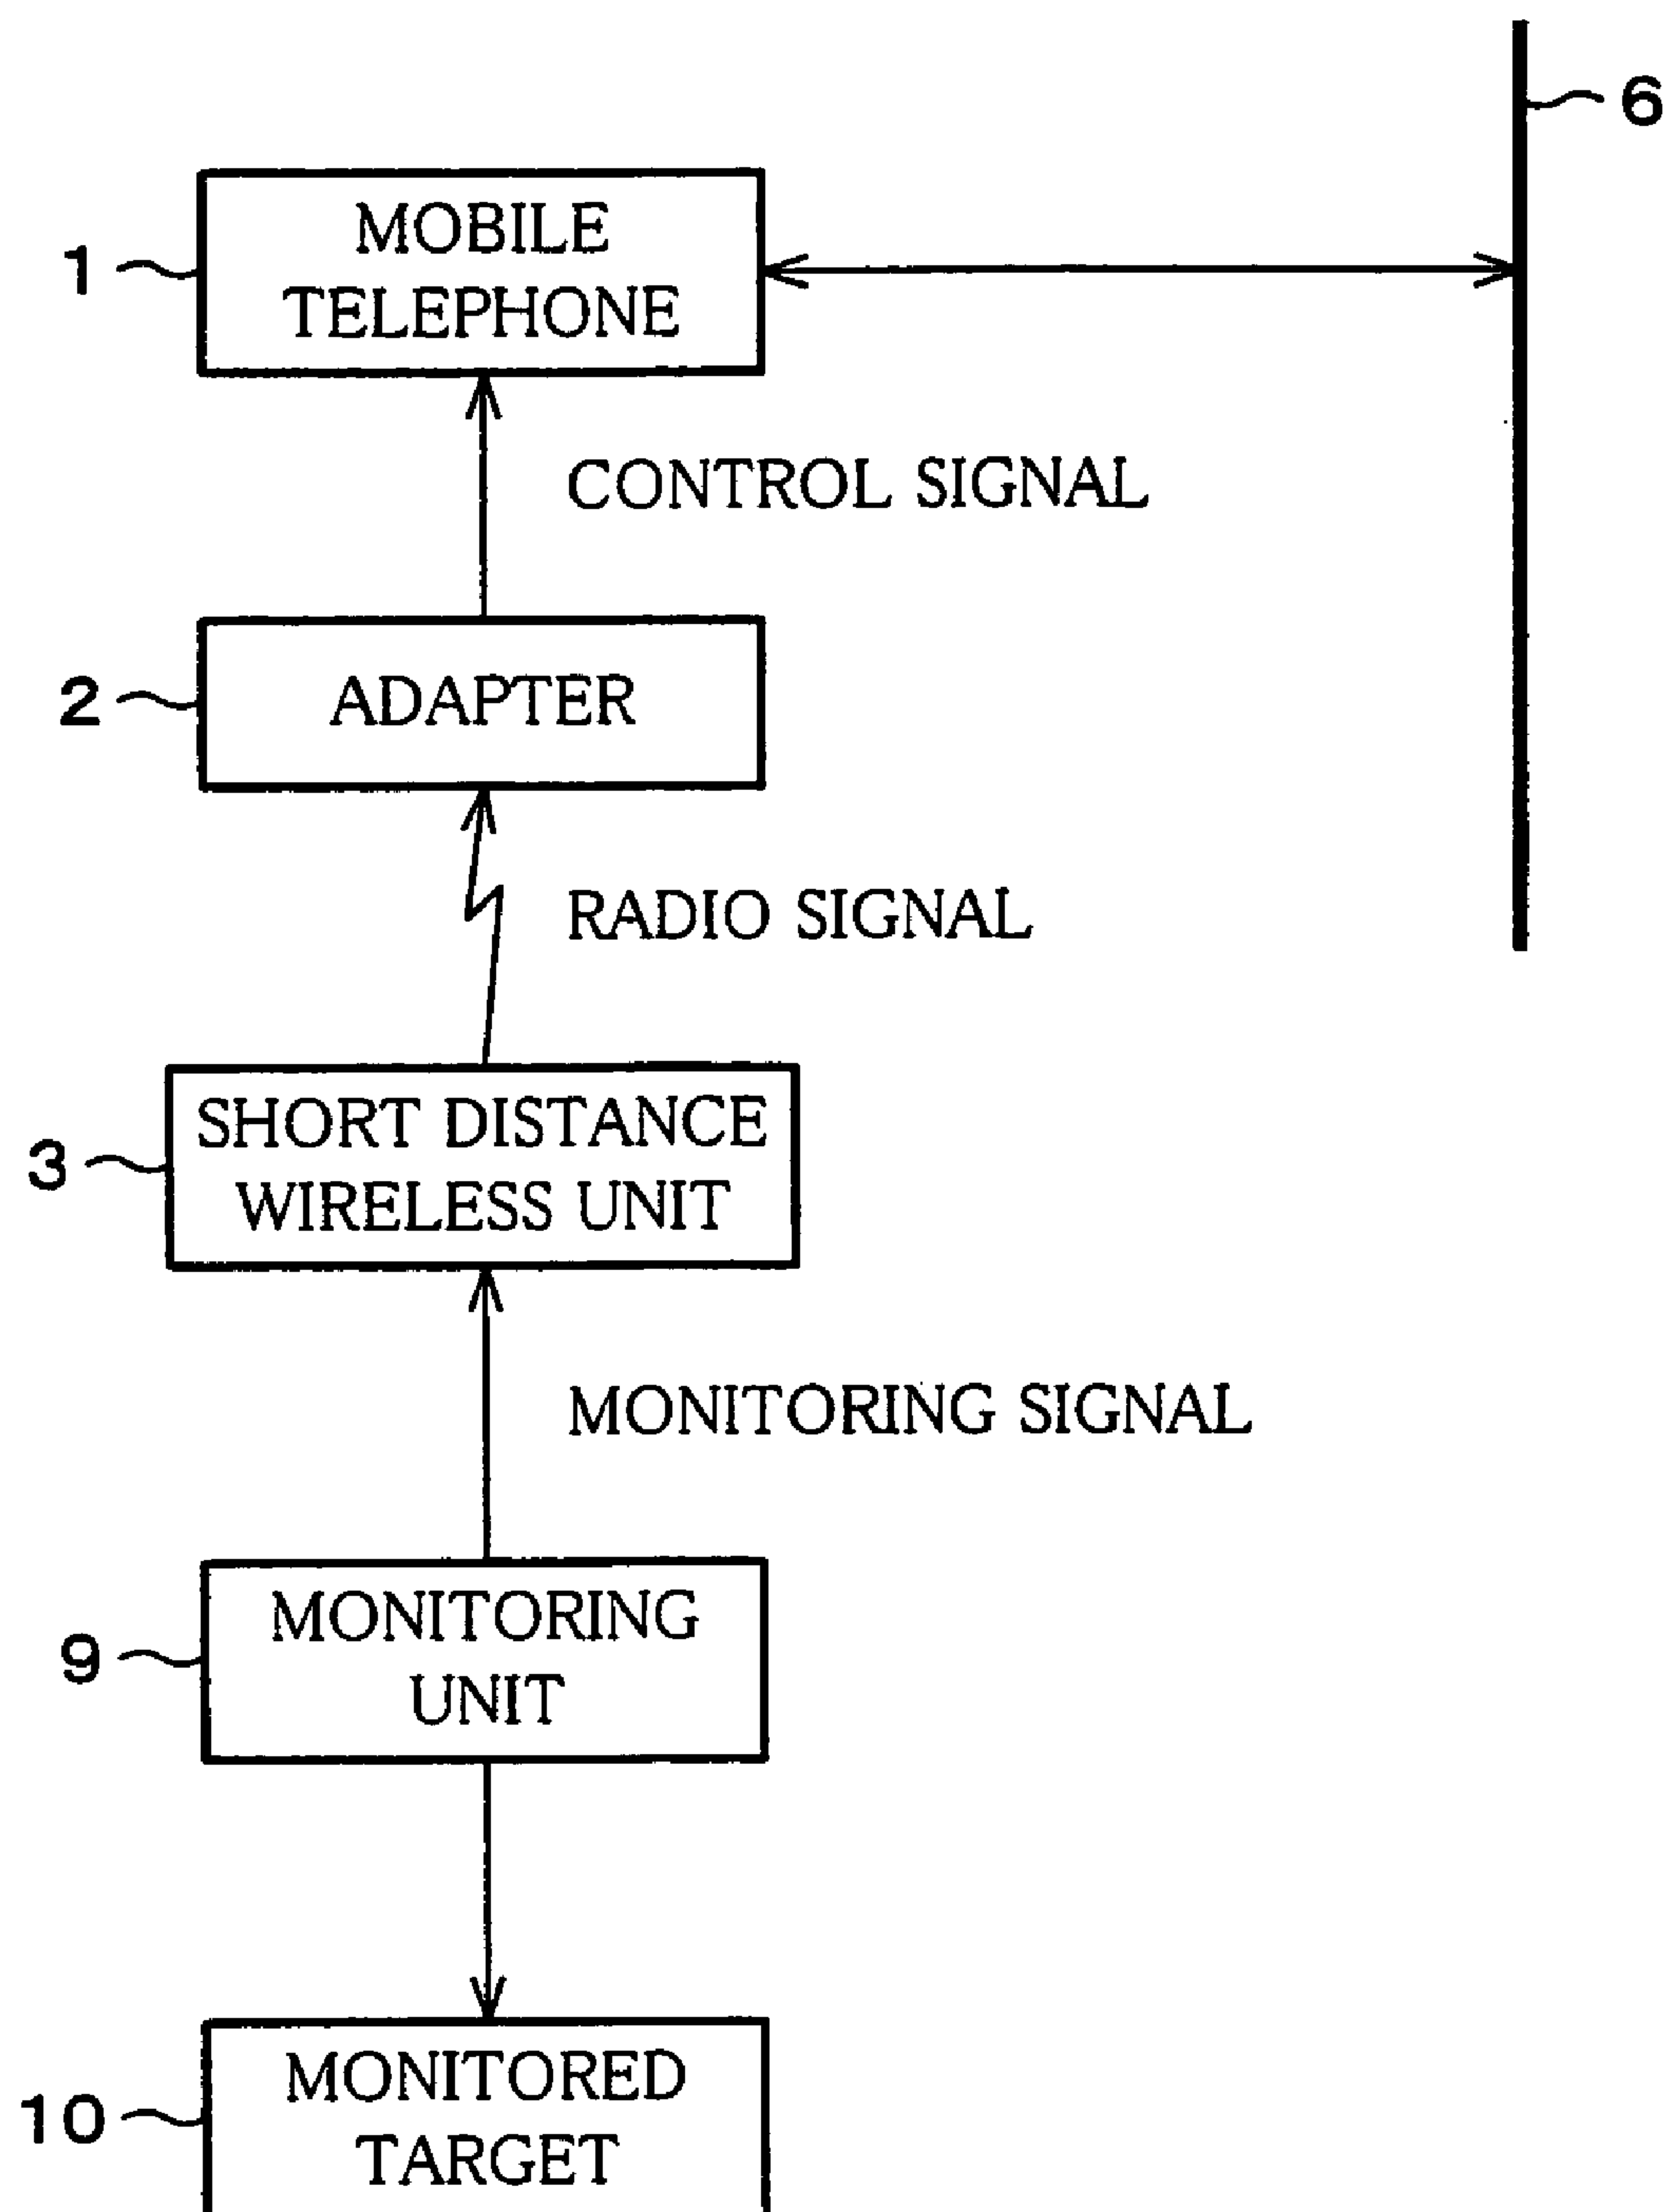 6
MOBILE
TELEPHONE
1
CONTROL SIGNAL
ADAPTER
2
RADIO SIGNAL
SHORT DISTANCE
WIRELESS UNIT
3
MONITORING SIGNAL
MONITORING
UNIT
9
MONITORED
TARGET
10